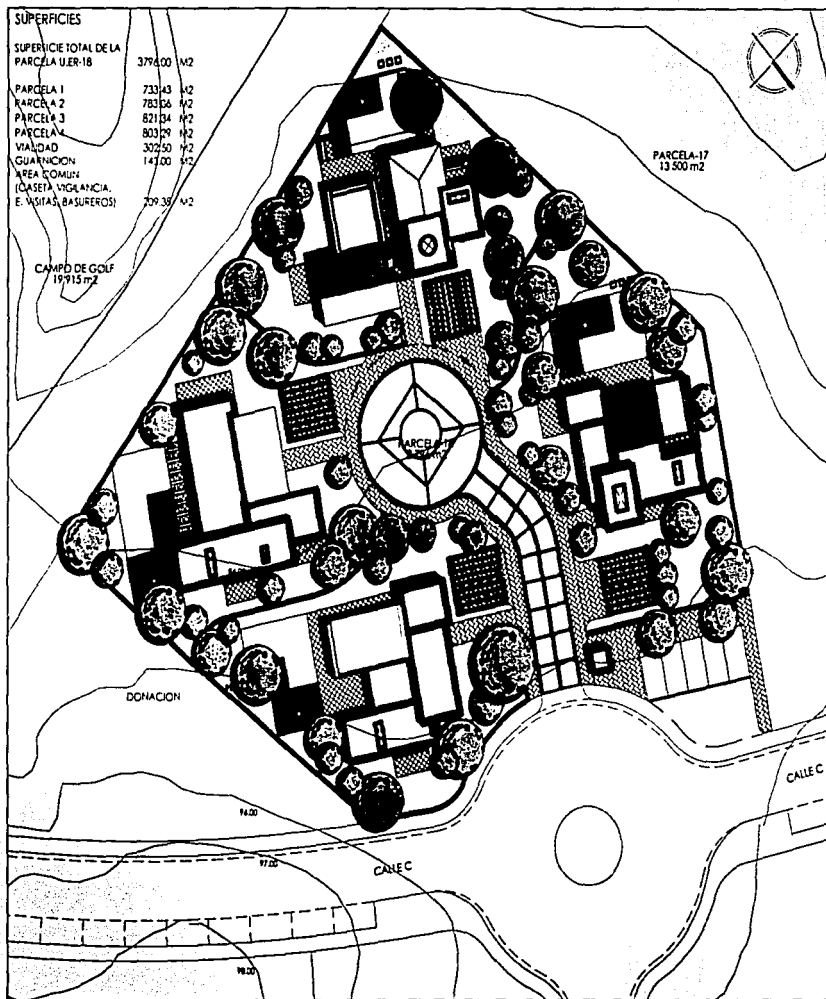 SUPERFICIES
SUPERFICIE TOTAL DE LA
PARCELA U.ER-18 3796.00 M2
PARCELA 1 733.43 M2
PARCELA 2 783.06 M2
PARCELA 3 821.34 M2
PARCELA 4 803.29 M2
VIALIDAD 302.50 M2
GUARNICION 143.00 M2
AREA COMUN
(CASETA VIGILANCIA,
E. VISITAS, BASUREROS) 209.38 M2
PARCELA-17
13 500 m2
CAMPO DE GOLF
19 915 m2
DONACION
CALLE C
96.00
97.00
CALLE C
98.00